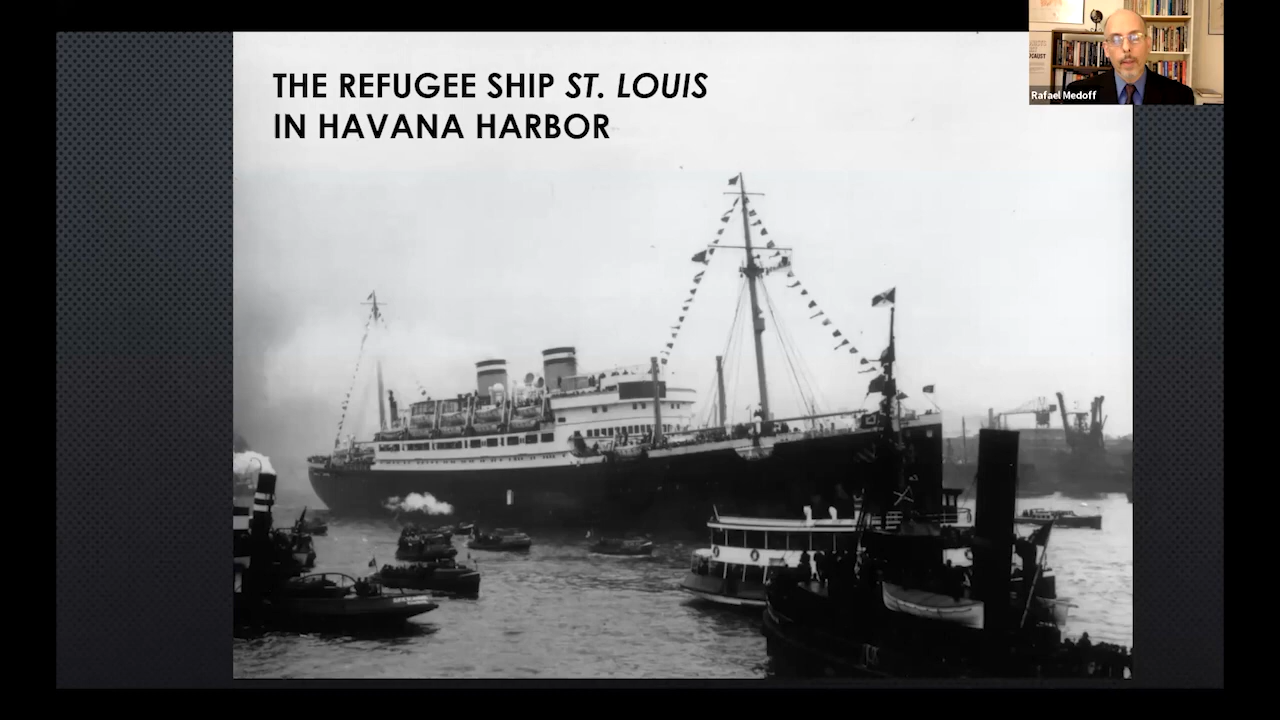 THE REFUGEE SHIP ST. LOUIS
IN HAVANA HARBOR
Rafael Medoff